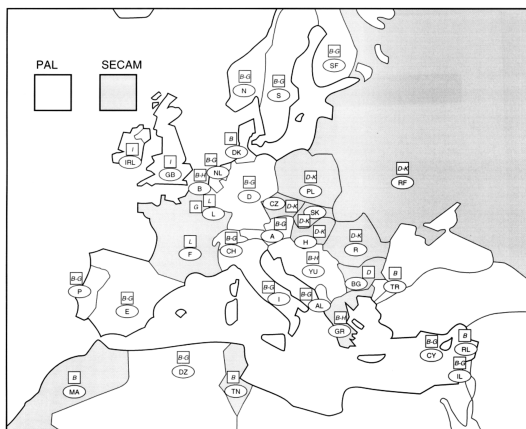 PAL SECAM
B-G
SF
B-G
N
B-G
S
I
IRL
I
GB
B
DK
B-G
NL
B-H
B
B-G
D
D-K
PL
D-K
RF
CZ
D-K
SK
G
L
L
L
F
B-G
CH
B-G
A
D-K
H
D-K
R
B-H
YU
D
BG
B
TR
B-G
P
B-G
E
B-G
I
B-G
AL
B-H
GR
B-G
CY
B
RL
B-G
IL
B
MA
B-G
DZ
B
TN